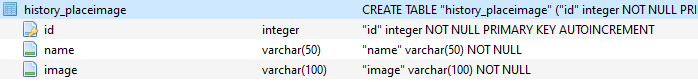 history_placeimage CREATE TABLE "history_placeimage" ("id" integer NOT NULL PRI
id integer "id" integer NOT NULL PRIMARY KEY AUTOINCREMENT
name varchar(50) "name" varchar(50) NOT NULL
image varchar(100) "image" varchar(100) NOT NULL